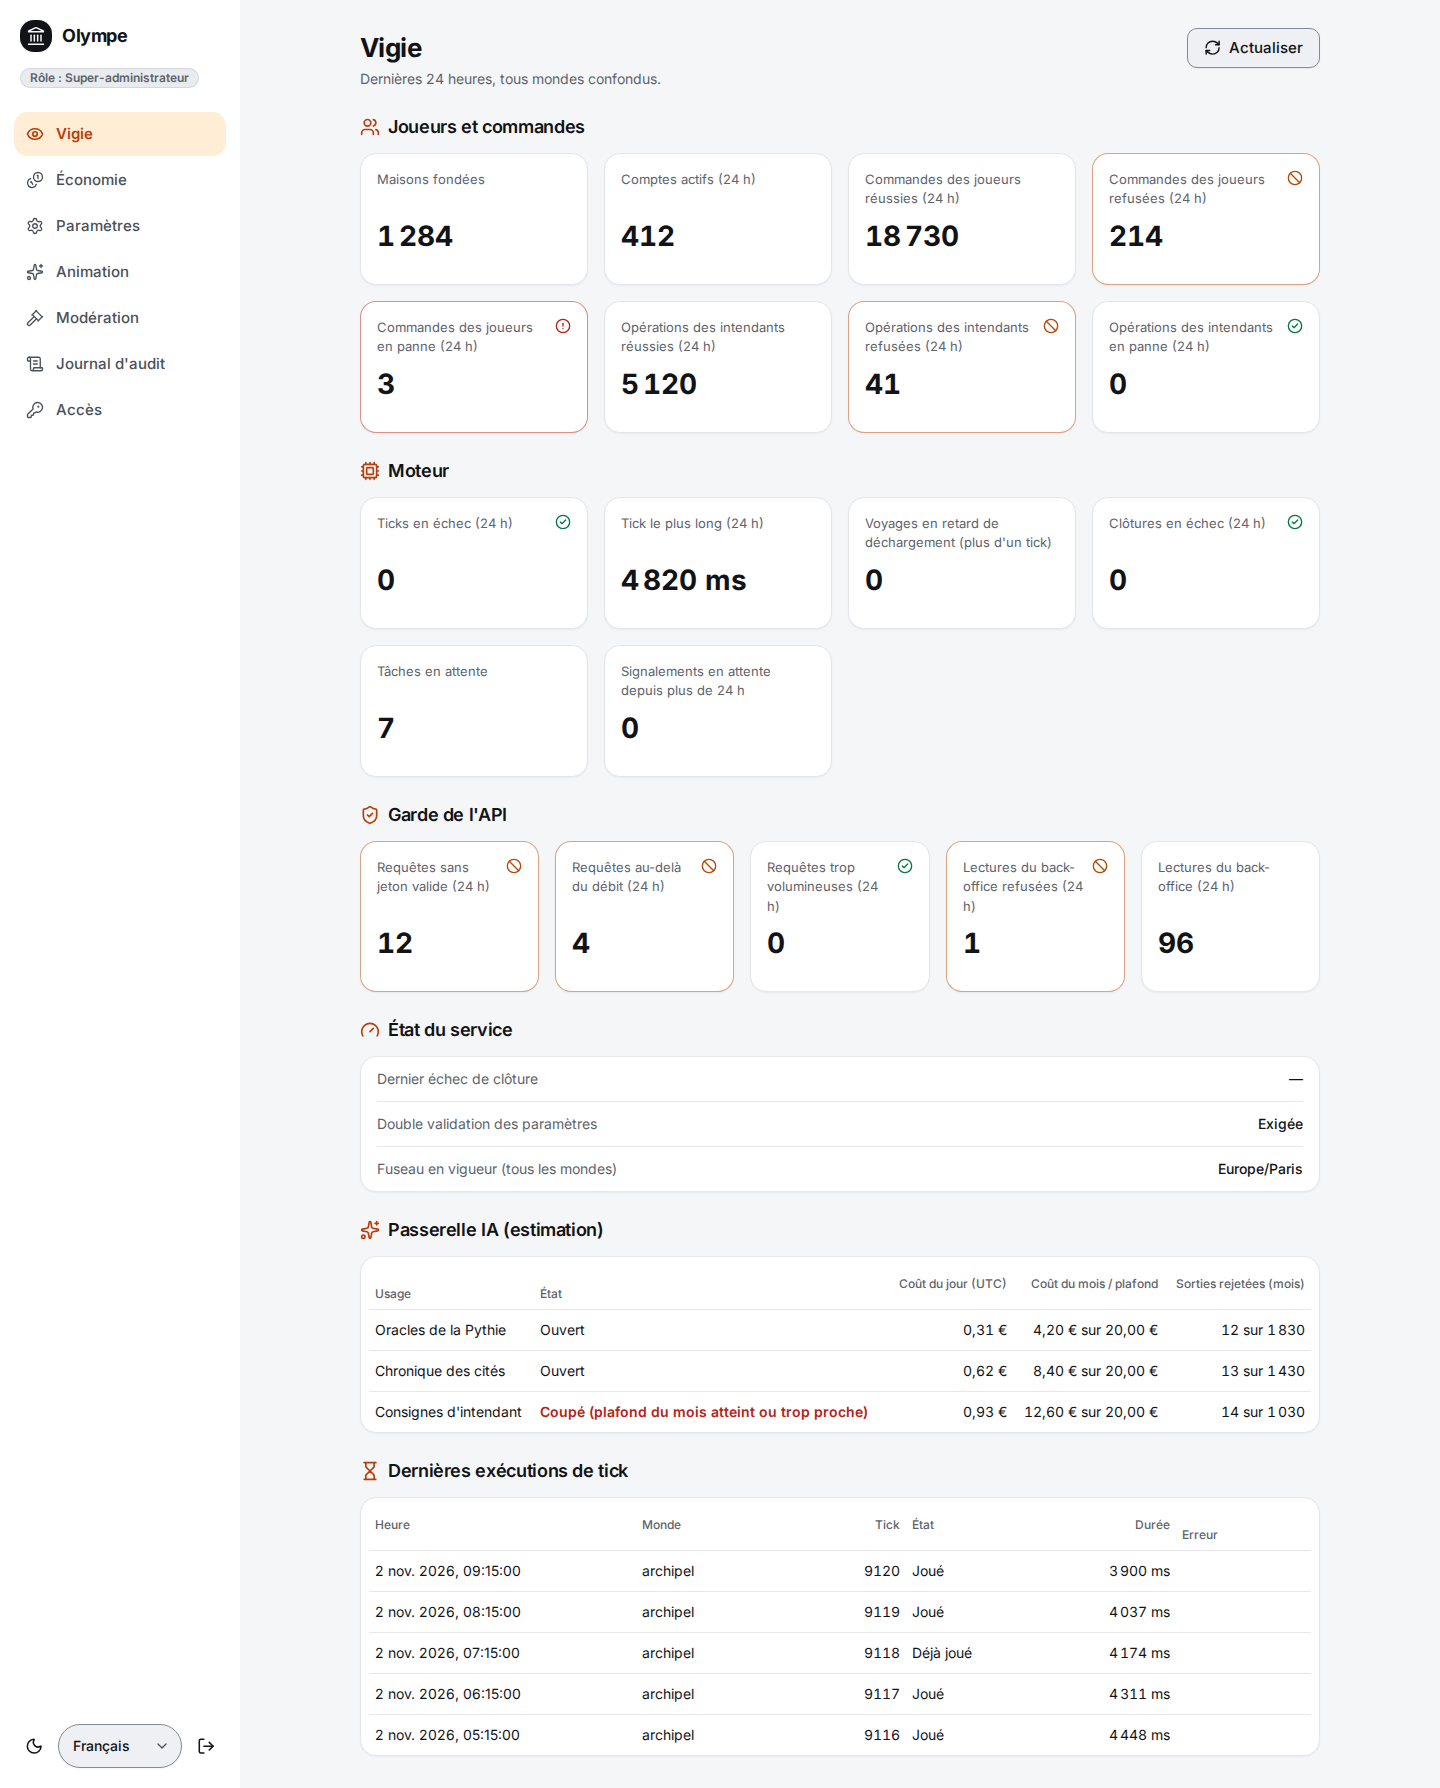 Olympe
Rôle : Super-administrateur
Vigie
Économie
Paramètres
Animation
Modération
Journal d'audit
Accès
Français
Vigie
Actualiser
Dernières 24 heures, tous mondes confondus.
Joueurs et commandes
Maisons fondées
1 284
Comptes actifs (24 h)
412
Commandes des joueurs
réussies (24 h)
18 730
Commandes des joueurs
refusées (24 h)
214
Commandes des joueurs
en panne (24 h)
3
Opérations des intendants
réussies (24 h)
5 120
Opérations des intendants
refusées (24 h)
41
Opérations des intendants
en panne (24 h)
0
Moteur
Ticks en échec (24 h)
0
Tick le plus long (24 h)
4 820 ms
Voyages en retard de
déchargement (plus d'un tick)
0
Clôtures en échec (24 h)
0
Tâches en attente
7
Signalements en attente
depuis plus de 24 h
0
Garde de l'API
Requêtes sans
jeton valide (24 h)
12
Requêtes au-delà
du débit (24 h)
4
Requêtes trop
volumineuses (24
h)
0
Lectures du back-
office refusées (24
h)
1
Lectures du back-
office (24 h)
96
État du service
Dernier échec de clôture —
Double validation des paramètres Exigée
Fuseau en vigueur (tous les mondes) Europe/Paris
Passerelle IA (estimation)
Usage État Coût du jour (UTC) Coût du mois / plafond Sorties rejetées (mois)
Oracles de la Pythie Ouvert 0,31 € 4,20 € sur 20,00 € 12 sur 1 830
Chronique des cités Ouvert 0,62 € 8,40 € sur 20,00 € 13 sur 1 430
Consignes d'intendant Coupé (plafond du mois atteint ou trop proche) 0,93 € 12,60 € sur 20,00 € 14 sur 1 030
Dernières exécutions de tick
Heure Monde Tick État Durée Erreur
2 nov. 2026, 09:15:00 archipel 9120 Joué 3 900 ms
2 nov. 2026, 08:15:00 archipel 9119 Joué 4 037 ms
2 nov. 2026, 07:15:00 archipel 9118 Déjà joué 4 174 ms
2 nov. 2026, 06:15:00 archipel 9117 Joué 4 311 ms
2 nov. 2026, 05:15:00 archipel 9116 Joué 4 448 ms